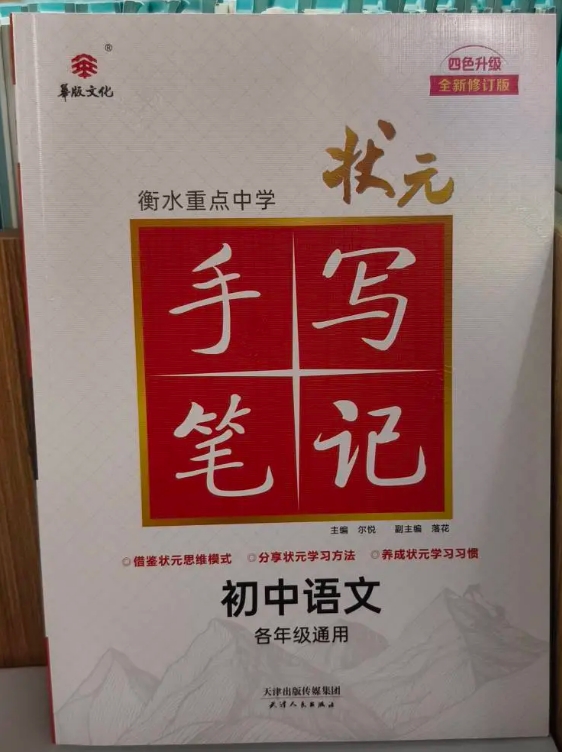 華版文化
®
四色升级
全新修订版
衡水重点中学
状元
手写
笔记
主编 尔悦 副主编 落花
借鉴状元思维模式 分享状元学习方法 养成状元学习习惯
初中语文
各年级通用
天津出版传媒集团
天津人民出版社